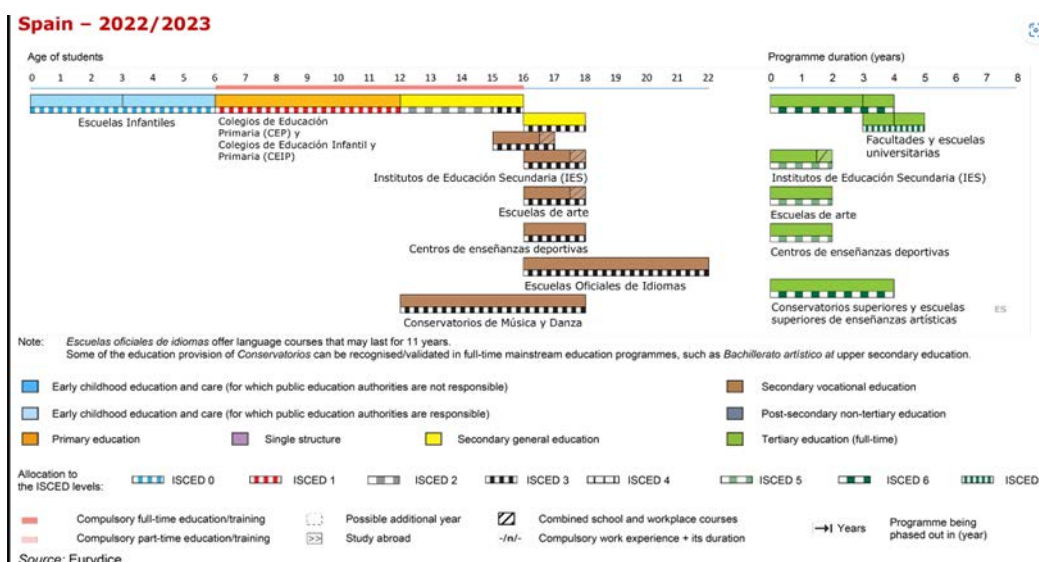 Spain – 2022/2023
Age of students
Programme duration (years)
0 1 2 3 4 5 6 7 8 9 10 11 12 13 14 15 16 17 18 19 20 21 22
0 1 2 3 4 5 6 7 8
Escuelas Infantiles
Colegios de Educación
Primaria (CEP) y
Colegios de Educación Infantil y
Primaria (CEIP)
Facultades y escuelas
universitarias
Institutos de Educación Secundaria (IES)
Institutos de Educación Secundaria (IES)
Escuelas de arte
Escuelas de arte
Centros de enseñanzas deportivas
Centros de enseñanzas deportivas
Escuelas Oficiales de Idiomas
Conservatorios de Música y Danza
Conservatorios superiores y escuelas
superiores de enseñanzas artísticas
ES
Note: Escuelas oficiales de idiomas offer language courses that may last for 11 years.
Some of the education provision of Conservatorios can be recognised/validated in full-time mainstream education programmes, such as Bachillerato artístico at upper secondary education.
Early childhood education and care (for which public education authorities are not responsible)
Secondary vocational education
Early childhood education and care (for which public education authorities are responsible)
Post-secondary non-tertiary education
Primary education
Single structure
Secondary general education
Tertiary education (full-time)
Allocation to
the ISCED levels:
ISCED 0
ISCED 1
ISCED 2
ISCED 3
ISCED 4
ISCED 5
ISCED 6
ISCED
Compulsory full-time education/training
Possible additional year
Combined school and workplace courses
Years
Programme being
phased out in (year)
Compulsory part-time education/training
>> Study abroad
-/n/- Compulsory work experience + its duration
Source: Eurydice